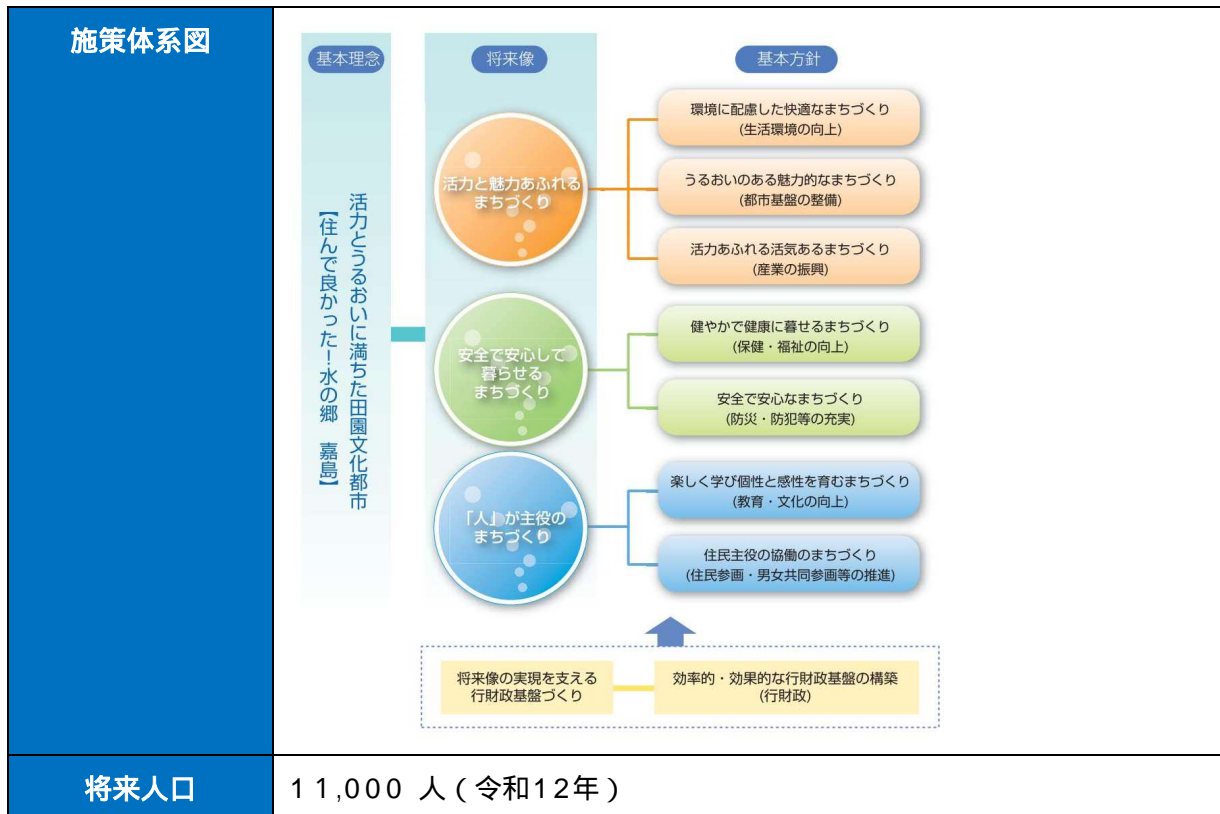 施策体系図
基本理念
将来像
基本方針
活力とうるおいに満ちた田園文化都市
【住んで良かった！水の郷　嘉島】
活力と魅力あふれる
まちづくり
環境に配慮した快適なまちづくり
(生活環境の向上)
うるおいのある魅力的なまちづくり
(都市基盤の整備)
活力あふれる活気あるまちづくり
(産業の振興)
安全で安心して
暮らせる
まちづくり
健やかで健康に暮せるまちづくり
(保健・福祉の向上)
安全で安心なまちづくり
(防災・防犯等の充実)
「人」が主役の
まちづくり
楽しく学び個性と感性を育むまちづくり
(教育・文化の向上)
住民主役の協働のまちづくり
(住民参画・男女共同参画等の推進)
将来像の実現を支える
行財政基盤づくり
効率的・効果的な行財政基盤の構築
(行財政)
将来人口
１１,０００ 人（令和12年）